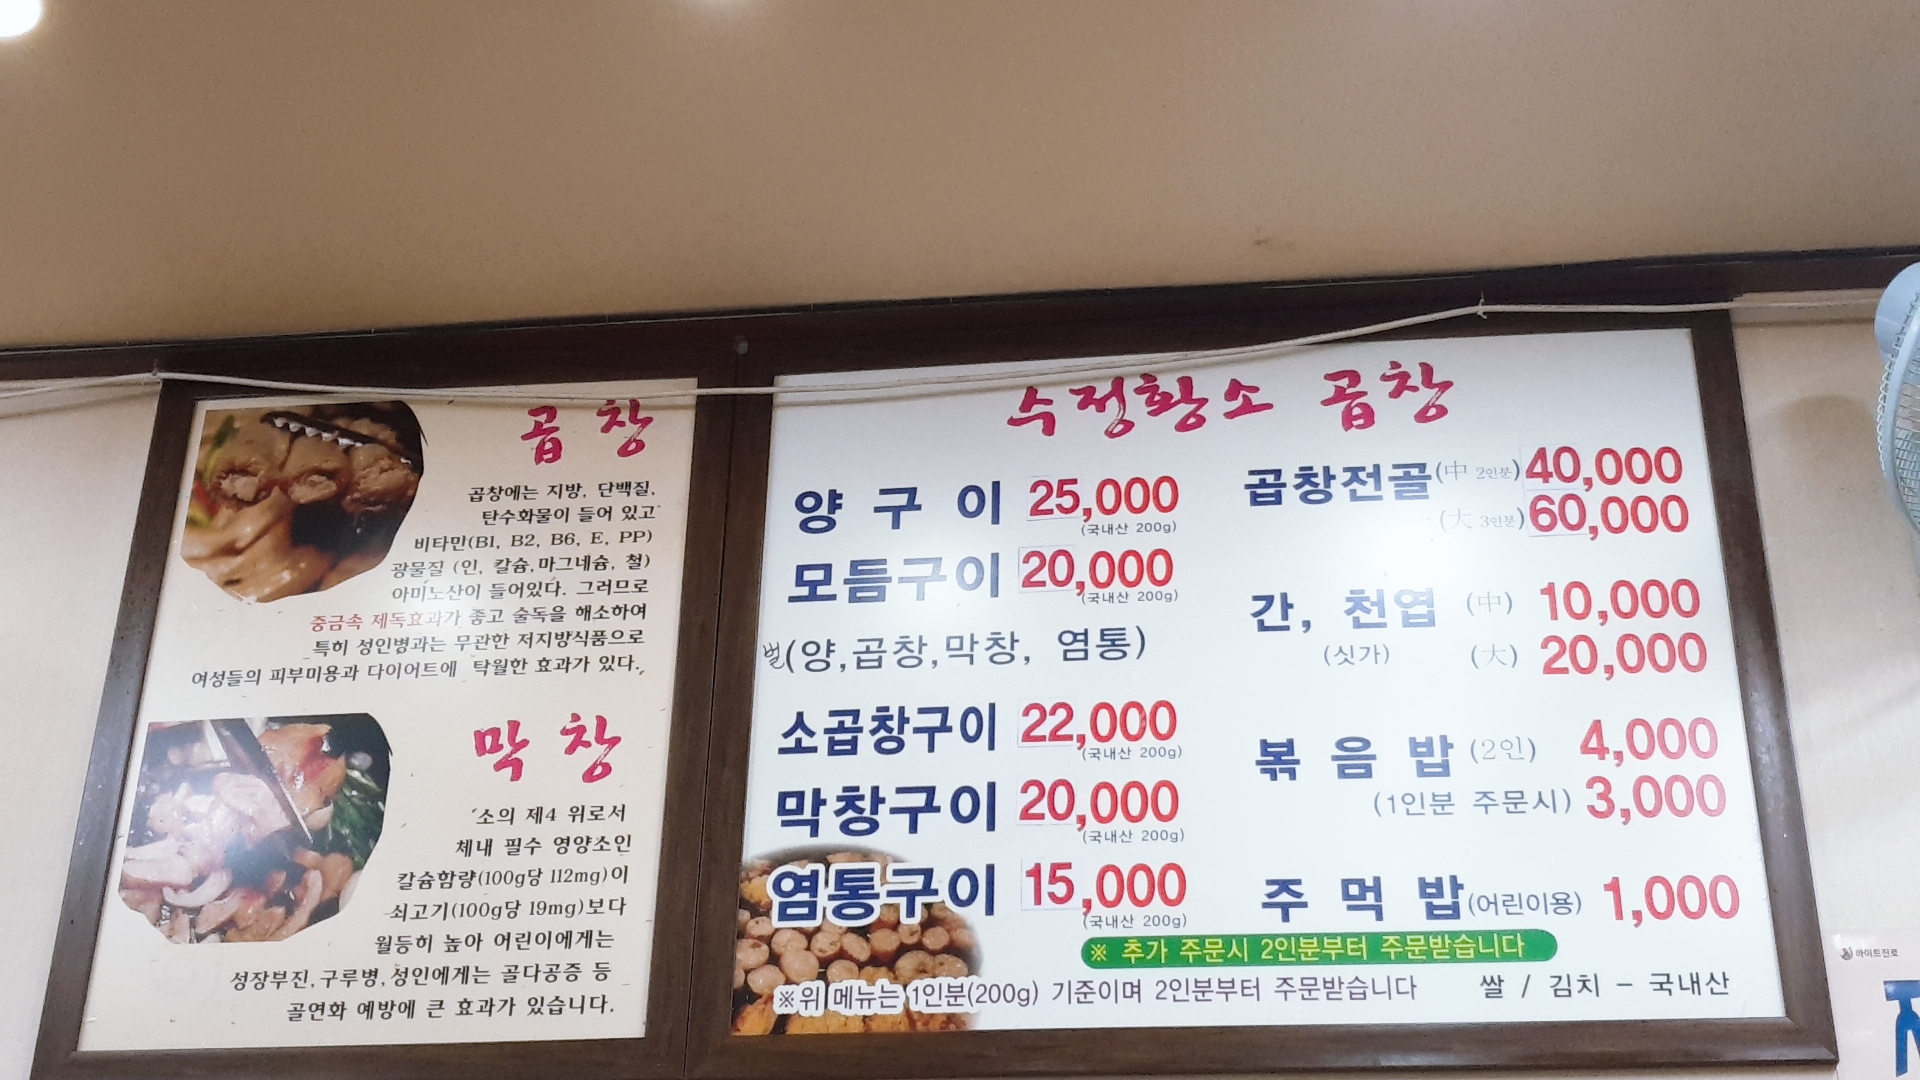 곱창
곱창에는 지방, 단백질,
탄수화물이 들어 있고
비타민(B1, B2, B6, E, PP)
광물질 (인, 칼슘,마그네슘, 철)
아미노산이 들어있다. 그러므로
중금속 제독효과가 좋고 술독을 해소하여
특히 성인병과는 무관한 저지방식품으로
여성들의 피부미용과 다이어트에 탁월한 효과가 있다.
막창
소의 제4 위로서
체내 필수 영양소인
칼슘함량(100g당 112mg)이
쇠고기(100g당 19mg)보다
월등히 높아 어린이에게는
성장부진,구루병,성인에게는 골다공증 등
골연화 예방에 큰 효과가 있습니다.
수정황소 곱창
양 구 이 25,000
(국내산 200g)
모듬구이 20,000
(국내산 200g)
(양,곱창,막창, 염통)
소곱창구이 22,000
(국내산 200g)
막창구이 20,000
(국내산 200g)
염통구이 15,000
(국내산 200g)
곱창전골(中 2인분) 40,000
(大 3인분) 60,000
간, 천엽 (中) 10,000
(싯가) (大) 20,000
볶 음 밥 (2인) 4,000
(1인분 주문시) 3,000
주 먹 밥(어린이용) 1,000
※ 추가 주문시 2인분부터 주문받습니다
※위 메뉴는 1인분(200g) 기준이며 2인분부터 주문받습니다
쌀 / 김치 - 국내산
하이트진로